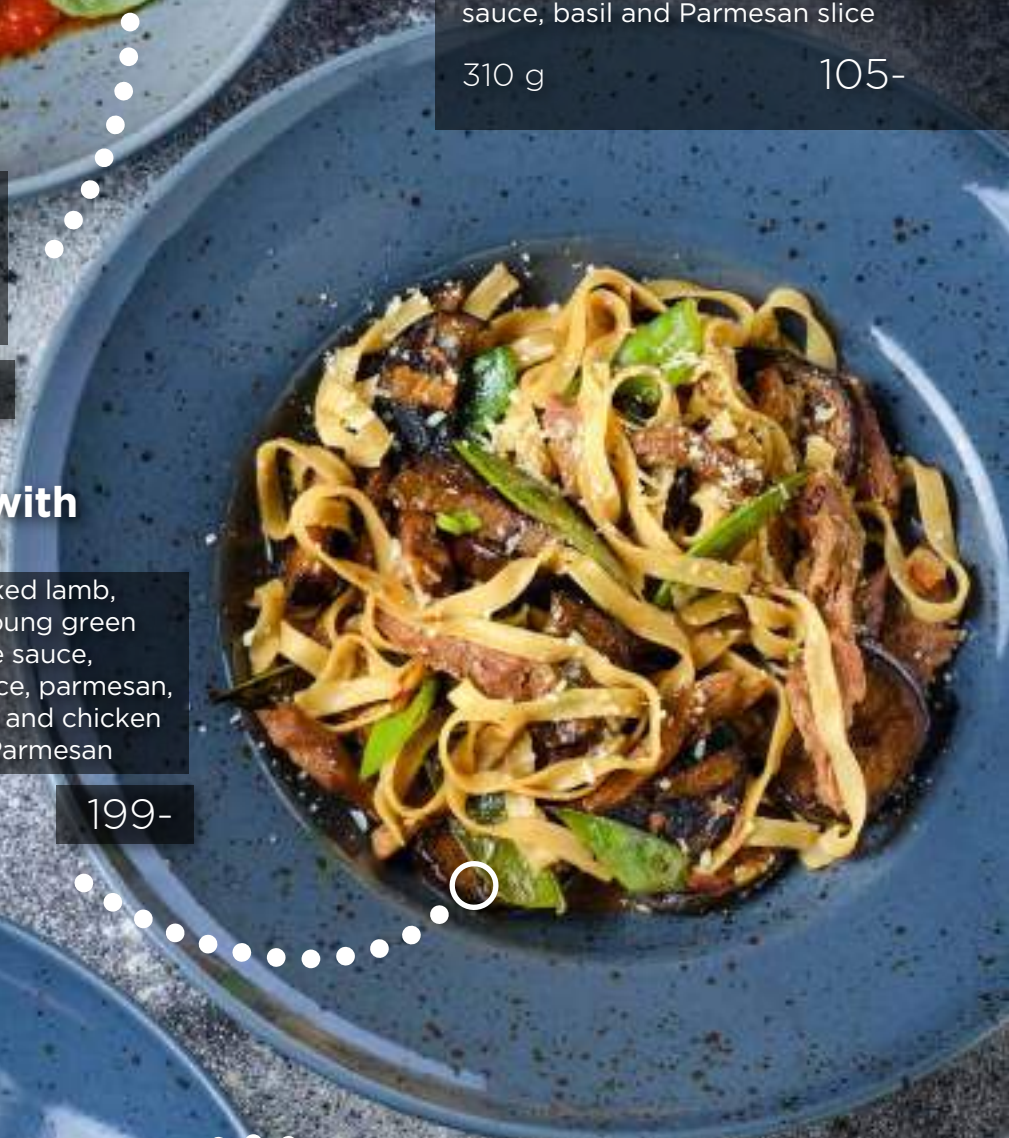 sauce, basil and Parmesan slice
310 g 105-
with
ked lamb,
oung green
e sauce,
ce, parmesan,
and chicken
Parmesan
199-